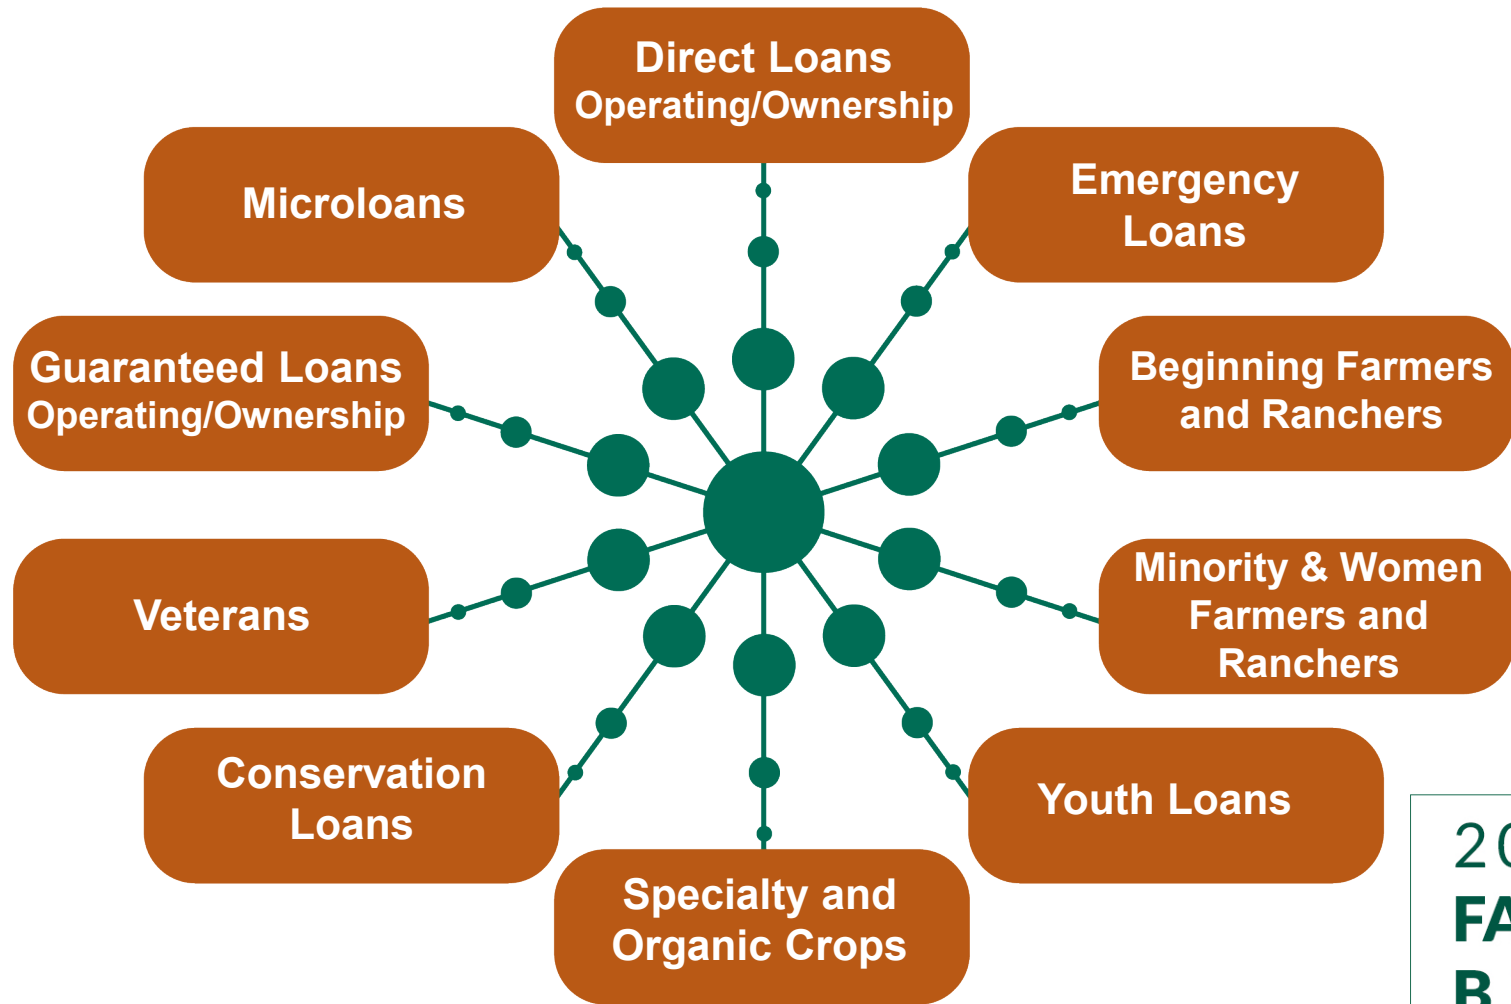 Direct Loans
Operating/Ownership
Emergency
Loans
Beginning Farmers
and Ranchers
Minority & Women
Farmers and
Ranchers
Youth Loans
Specialty and
Organic Crops
Conservation
Loans
Veterans
Guaranteed Loans
Operating/Ownership
Microloans